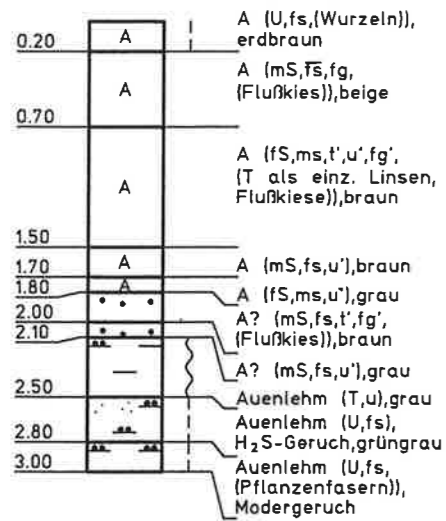 A (U,fs,(Wurzeln)),
erdbraun
0.20
A
A (mS,f̅s̅,fg,
(Flußkies)),beige
A
0.70
A (fS,ms,t',u',fg',
(T als einz. Linsen,
Flußkiese)),braun
A
1.50
A
A (mS,fs,u'),braun
1.70
A
1.80
A (fS,ms,u'),grau
2.00
A? (mS,fs,t',fg',
(Flußkies)),braun
2.10
A? (mS,fs,u'),grau
2.50
Auenlehm (T,u),grau
Auenlehm (U,fs),
H₂S-Geruch,grüngrau
2.80
3.00
Auenlehm (U,fs,
(Pflanzenfasern)),
Modergeruch